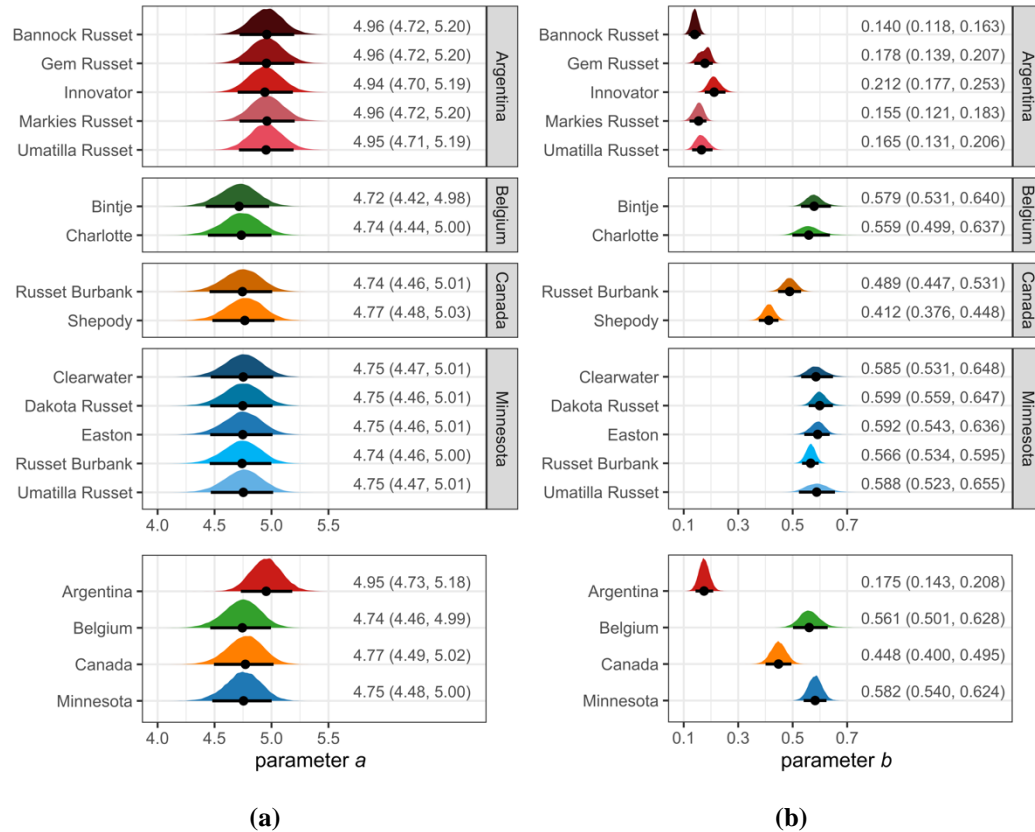 Bannock Russet 4.96 (4.72, 5.20)
Gem Russet 4.96 (4.72, 5.20)
Innovator 4.94 (4.70, 5.19)
Markies Russet 4.96 (4.72, 5.20)
Umatilla Russet 4.95 (4.71, 5.19)
Argentina
Bintje 4.72 (4.42, 4.98)
Charlotte 4.74 (4.44, 5.00)
Belgium
Russet Burbank 4.74 (4.46, 5.01)
Shepody 4.77 (4.48, 5.03)
Canada
Clearwater 4.75 (4.47, 5.01)
Dakota Russet 4.75 (4.46, 5.01)
Easton 4.75 (4.46, 5.01)
Russet Burbank 4.74 (4.46, 5.00)
Umatilla Russet 4.75 (4.47, 5.01)
Minnesota
4.0 4.5 5.0 5.5
Argentina 4.95 (4.73, 5.18)
Belgium 4.74 (4.46, 4.99)
Canada 4.77 (4.49, 5.02)
Minnesota 4.75 (4.48, 5.00)
4.0 4.5 5.0 5.5
parameter a
(a)
Bannock Russet 0.140 (0.118, 0.163)
Gem Russet 0.178 (0.139, 0.207)
Innovator 0.212 (0.177, 0.253)
Markies Russet 0.155 (0.121, 0.183)
Umatilla Russet 0.165 (0.131, 0.206)
Argentina
Bintje 0.579 (0.531, 0.640)
Charlotte 0.559 (0.499, 0.637)
Belgium
Russet Burbank 0.489 (0.447, 0.531)
Shepody 0.412 (0.376, 0.448)
Canada
Clearwater 0.585 (0.531, 0.648)
Dakota Russet 0.599 (0.559, 0.647)
Easton 0.592 (0.543, 0.636)
Russet Burbank 0.566 (0.534, 0.595)
Umatilla Russet 0.588 (0.523, 0.655)
Minnesota
0.1 0.3 0.5 0.7
Argentina 0.175 (0.143, 0.208)
Belgium 0.561 (0.501, 0.628)
Canada 0.448 (0.400, 0.495)
Minnesota 0.582 (0.540, 0.624)
0.1 0.3 0.5 0.7
parameter b
(b)